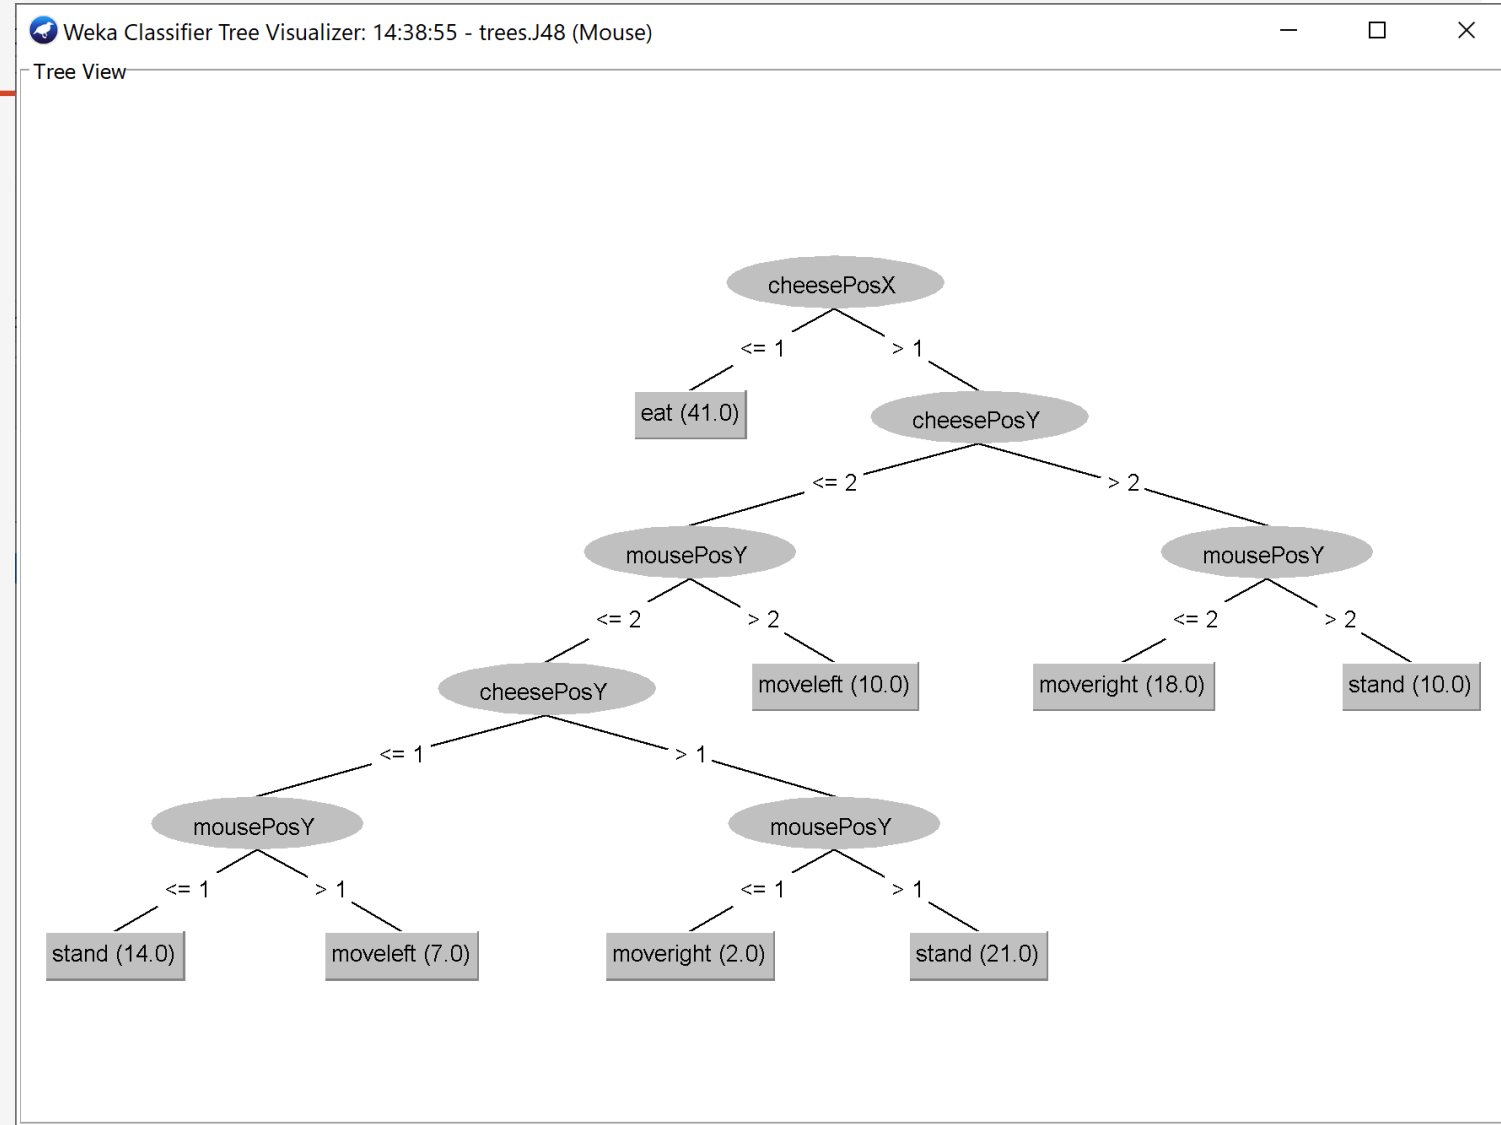 Weka Classifier Tree Visualizer: 14:38:55 - trees.J48 (Mouse)
Tree View
cheesePosX
<= 1 > 1
eat (41.0) cheesePosY
<= 2 > 2
mousePosY mousePosY
<= 2 > 2 <= 2 > 2
cheesePosY moveleft (10.0) moveright (18.0) stand (10.0)
<= 1 > 1
mousePosY mousePosY
<= 1 > 1 <= 1 > 1
stand (14.0) moveleft (7.0) moveright (2.0) stand (21.0)